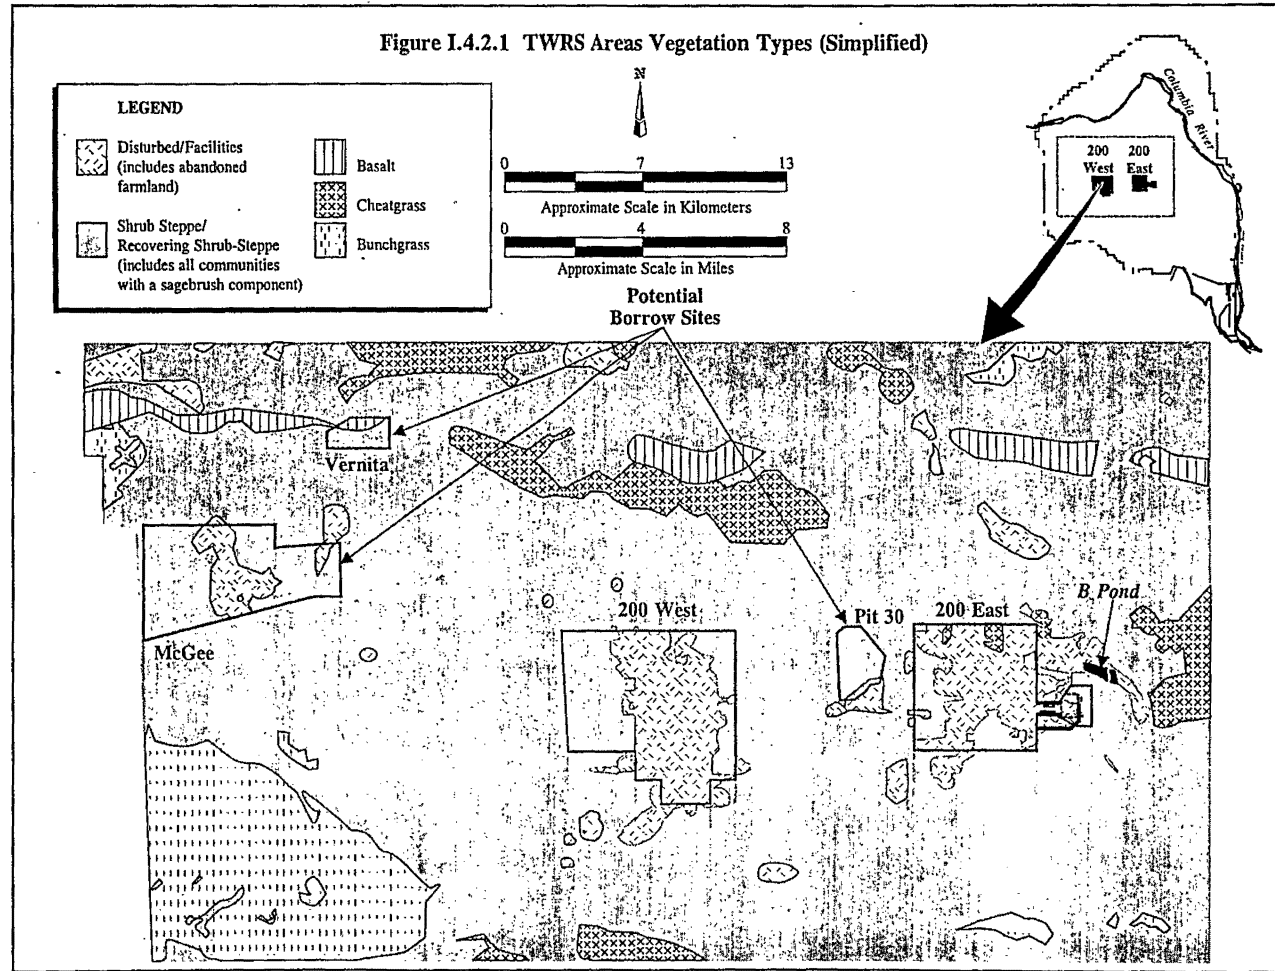 Figure I.4.2.1 TWRS Areas Vegetation Types (Simplified)
LEGEND
Disturbed/Facilities
(includes abandoned
farmland)
Shrub Steppe/
Recovering Shrub-Steppe
(includes all communities
with a sagebrush component)
Basalt
Cheatgrass
Bunchgrass
N
0 7 13
Approximate Scale in Kilometers
0 4 8
Approximate Scale in Miles
Columbia River
200 West
200 East
Potential
Borrow Sites
Vernita
McGee
200 West
Pit 30
200 East
B Pond